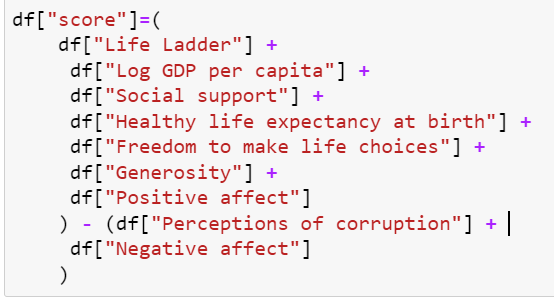 df["score"]=(
    df["Life Ladder"] +
     df["Log GDP per capita"] +
     df["Social support"] +
     df["Healthy life expectancy at birth"] +
     df["Freedom to make life choices"] +
     df["Generosity"] +
     df["Positive affect"]
    ) - (df["Perceptions of corruption"] +
     df["Negative affect"]
    )